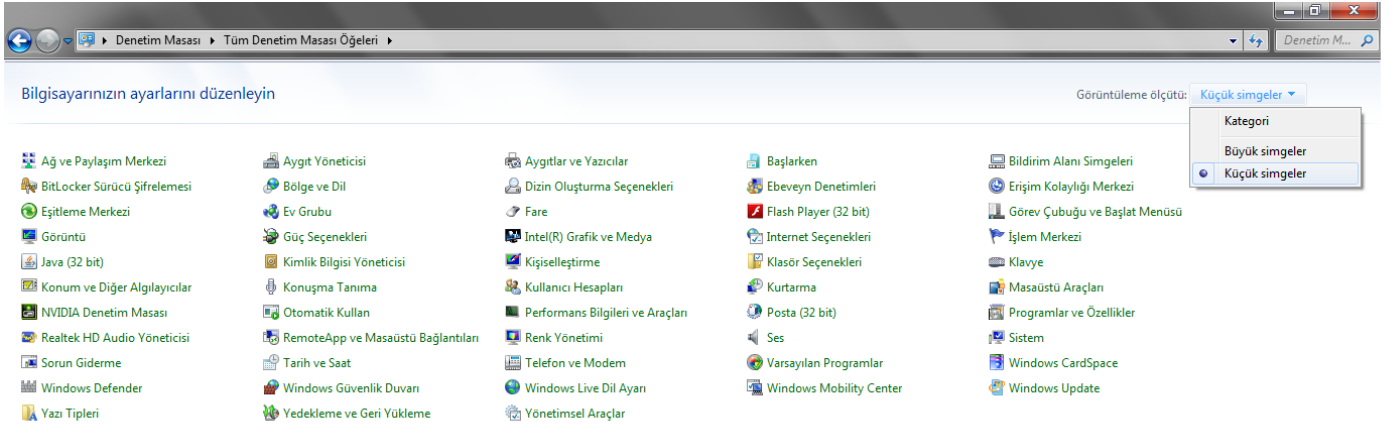 Denetim Masası Tüm Denetim Masası Öğeleri Denetim M...
Bilgisayarınızın ayarlarını düzenleyin Görüntüleme ölçütü: Küçük simgeler
Kategori
Büyük simgeler
Küçük simgeler
Ağ ve Paylaşım Merkezi Aygıt Yöneticisi Aygıtlar ve Yazıcılar Başlarken Bildirim Alanı Simgeleri
BitLocker Sürücü Şifrelemesi Bölge ve Dil Dizin Oluşturma Seçenekleri Ebeveyn Denetimleri Erişim Kolaylığı Merkezi
Eşitleme Merkezi Ev Grubu Fare Flash Player (32 bit) Görev Çubuğu ve Başlat Menüsü
Görüntü Güç Seçenekleri Intel(R) Grafik ve Medya İnternet Seçenekleri İşlem Merkezi
Java (32 bit) Kimlik Bilgisi Yöneticisi Kişiselleştirme Klasör Seçenekleri Klavye
Konum ve Diğer Algılayıcılar Konuşma Tanıma Kullanıcı Hesapları Kurtarma Masaüstü Araçları
NVIDIA Denetim Masası Otomatik Kullan Performans Bilgileri ve Araçları Posta (32 bit) Programlar ve Özellikler
Realtek HD Audio Yöneticisi RemoteApp ve Masaüstü Bağlantıları Renk Yönetimi Ses Sistem
Sorun Giderme Tarih ve Saat Telefon ve Modem Varsayılan Programlar Windows CardSpace
Windows Defender Windows Güvenlik Duvarı Windows Live Dil Ayarı Windows Mobility Center Windows Update
Yazı Tipleri Yedekleme ve Geri Yükleme Yönetimsel Araçlar